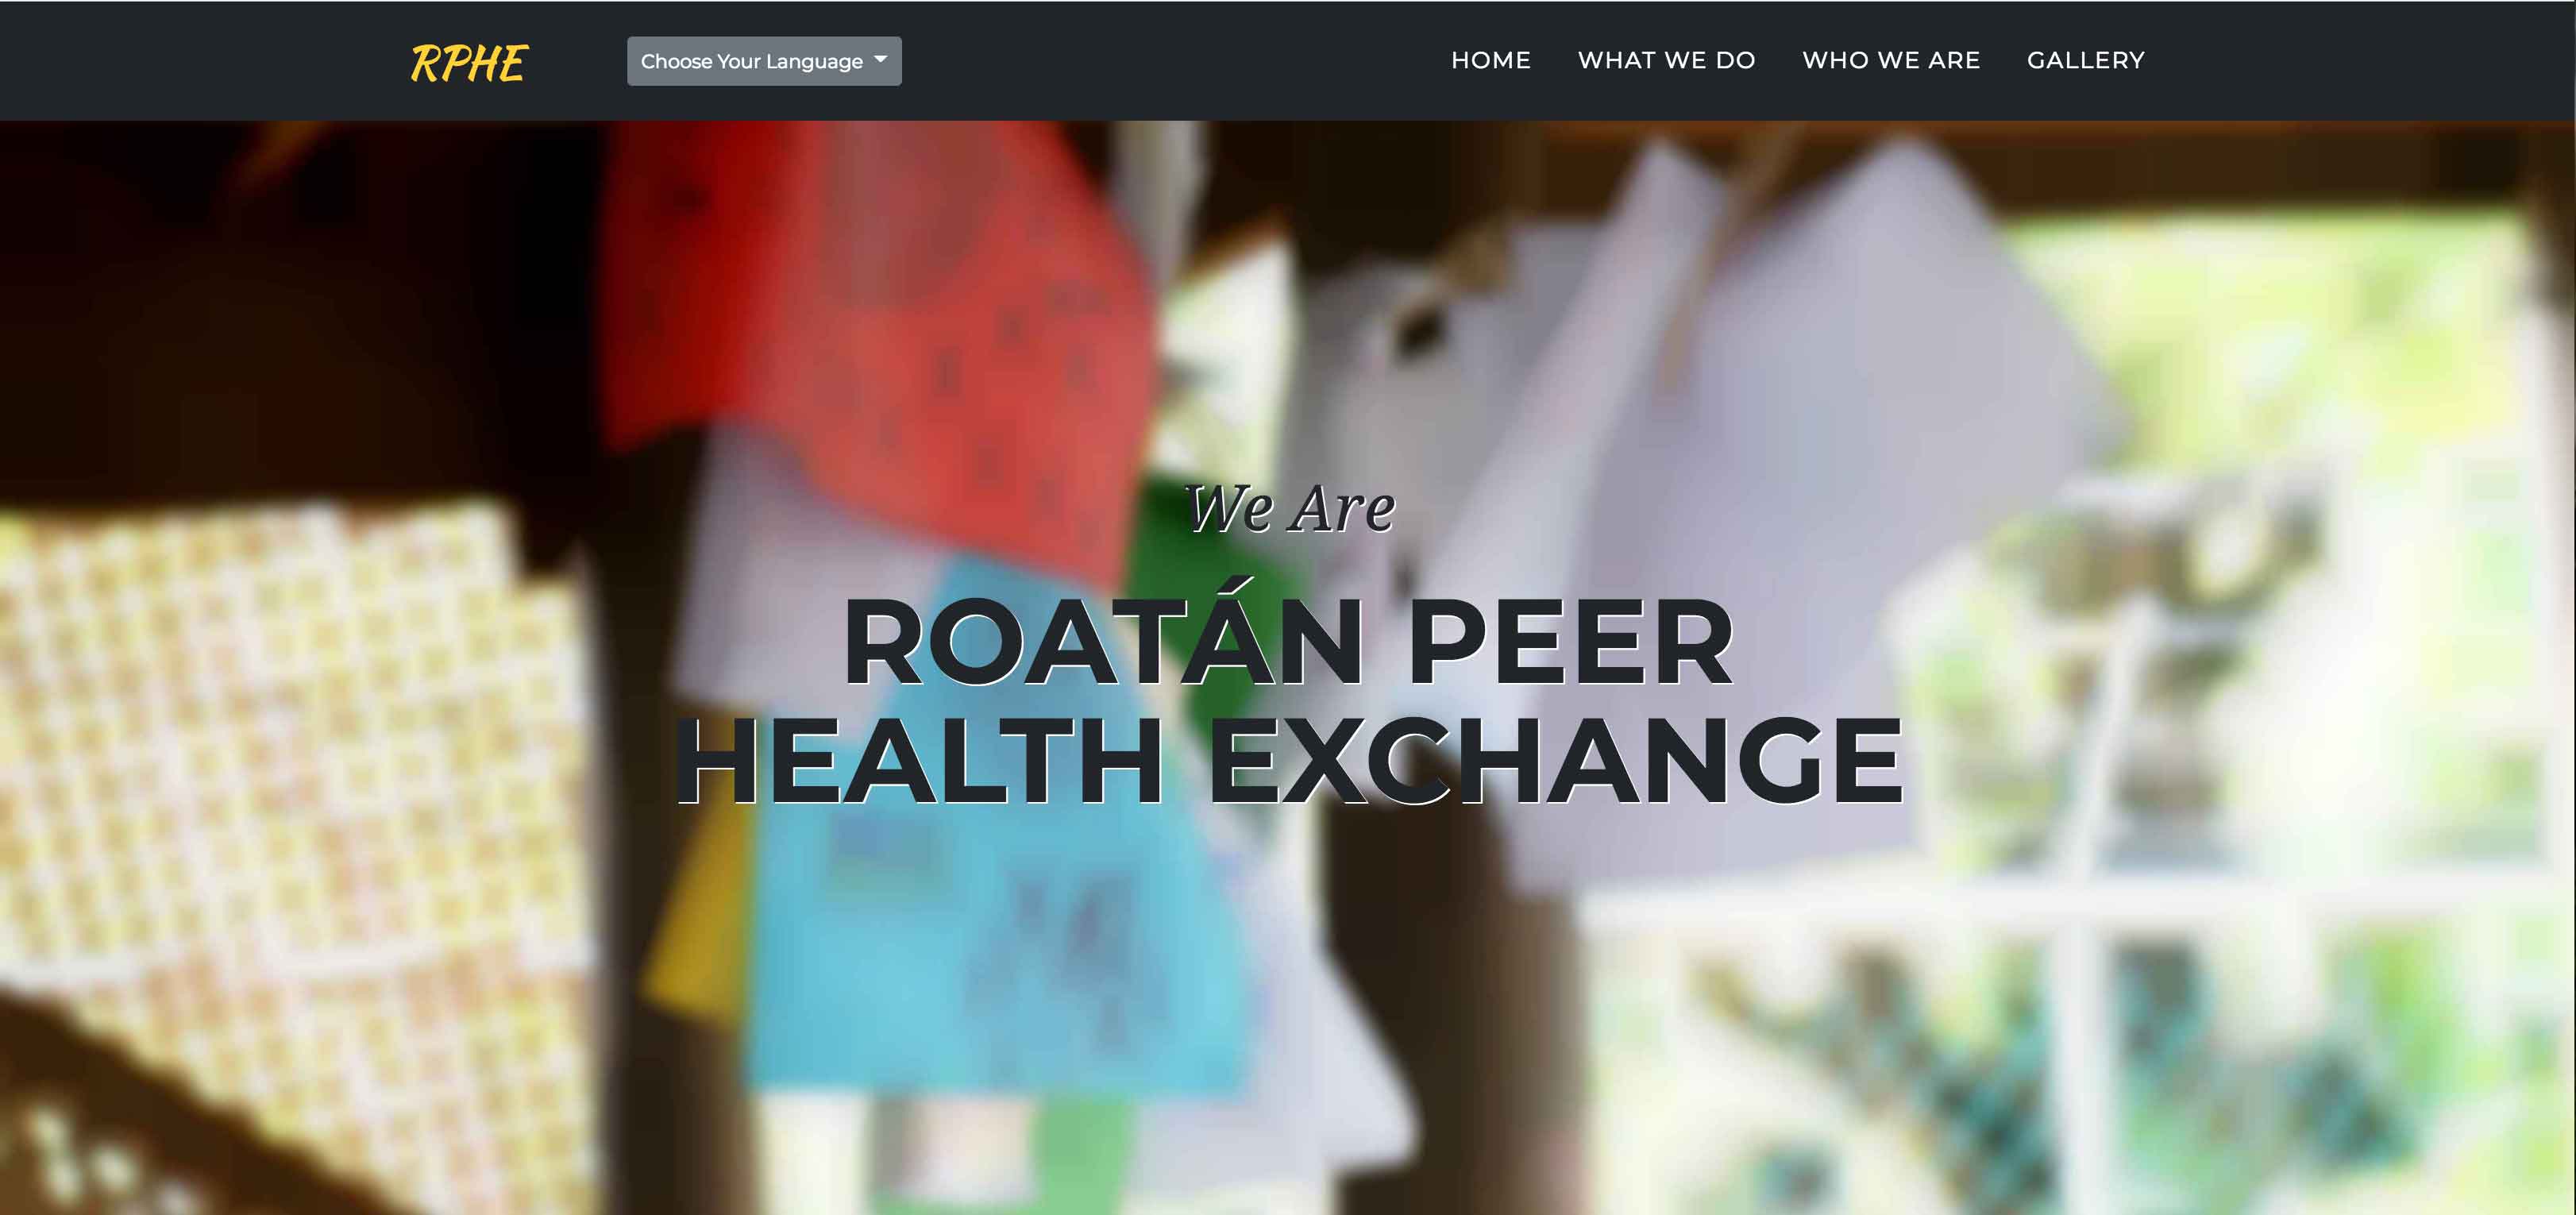 RPHE
Choose Your Language
HOME WHAT WE DO WHO WE ARE GALLERY
We Are
ROATÁN PEER
HEALTH EXCHANGE